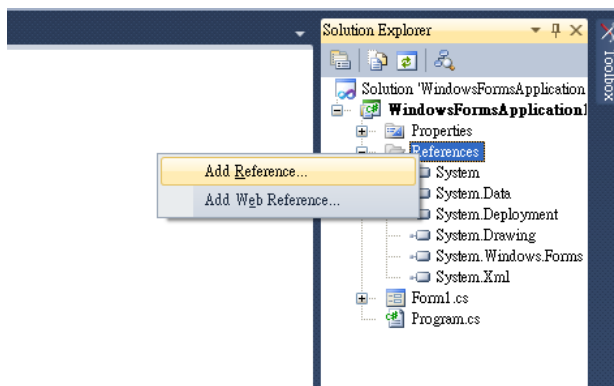 Solution Explorer
Toolbox
Solution 'WindowsFormsApplication
WindowsFormsApplication1
Properties
References
Add Reference...
System
Add Web Reference...
System.Data
System.Deployment
System.Drawing
System.Windows.Forms
System.Xml
Form1.cs
Program.cs